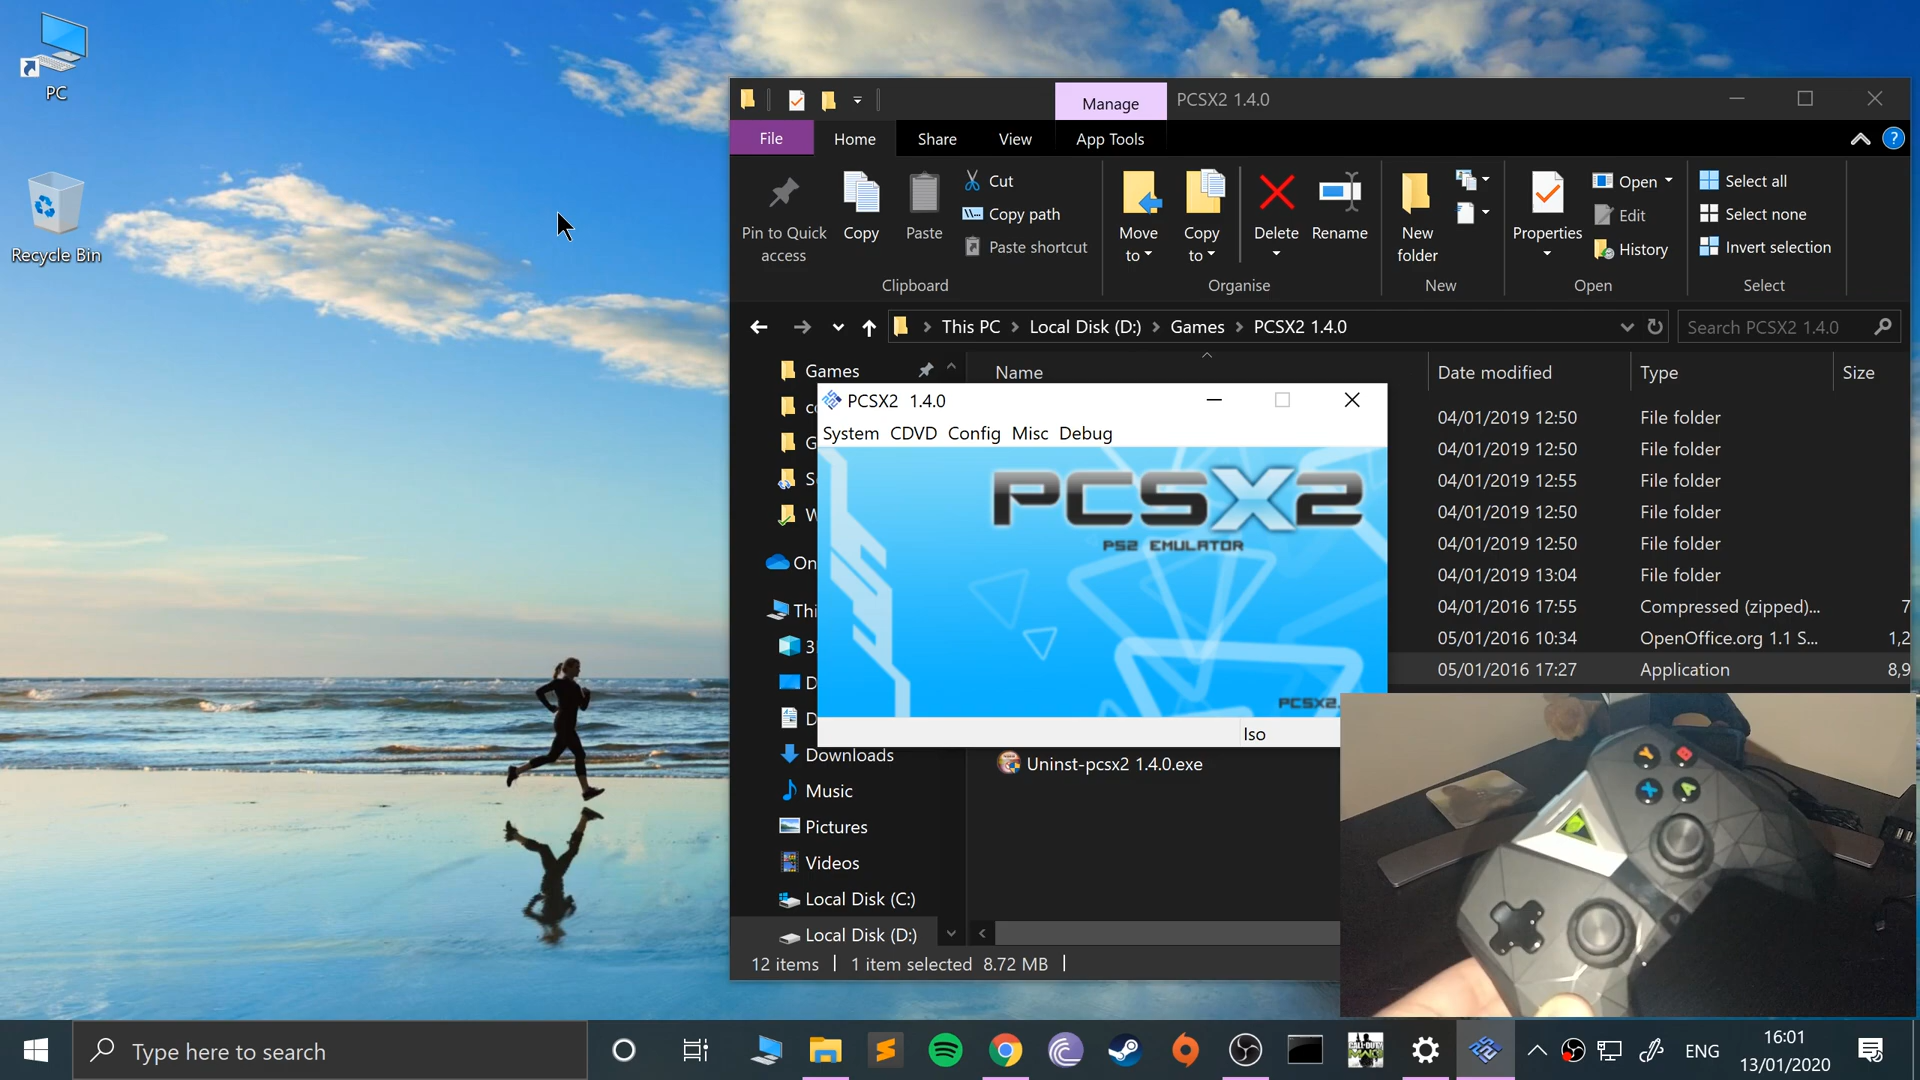 PC
Recycle Bin
Manage
PCSX2 1.4.0
File
Home
Share
View
App Tools
Pin to Quick
access
Copy
Paste
Cut
Copy path
Paste shortcut
Clipboard
Move
to
Copy
to
Delete
Rename
Organise
New
folder
New
Properties
Open
Edit
History
Open
Select all
Select none
Invert selection
Select
This PC
Local Disk (D:)
Games
PCSX2 1.4.0
Search PCSX2 1.4.0
Games
Name
Date modified
Type
Size
PCSX2 1.4.0
System
CDVD
Config
Misc
Debug
PCSX2
PS2 EMULATOR
PCSX2.
Iso
04/01/2019 12:50
File folder
04/01/2019 12:50
File folder
04/01/2019 12:55
File folder
04/01/2019 12:50
File folder
04/01/2019 12:50
File folder
04/01/2019 13:04
File folder
04/01/2016 17:55
Compressed (zipped)...
7
05/01/2016 10:34
OpenOffice.org 1.1 S...
1,2
05/01/2016 17:27
Application
8,9
On
Thi
3
D
D
Downloads
Music
Pictures
Videos
Local Disk (C:)
Local Disk (D:)
Uninst-pcsx2 1.4.0.exe
12 items
1 item selected 8.72 MB
Y
B
X
A
Type here to search
ENG
16:01
13/01/2020